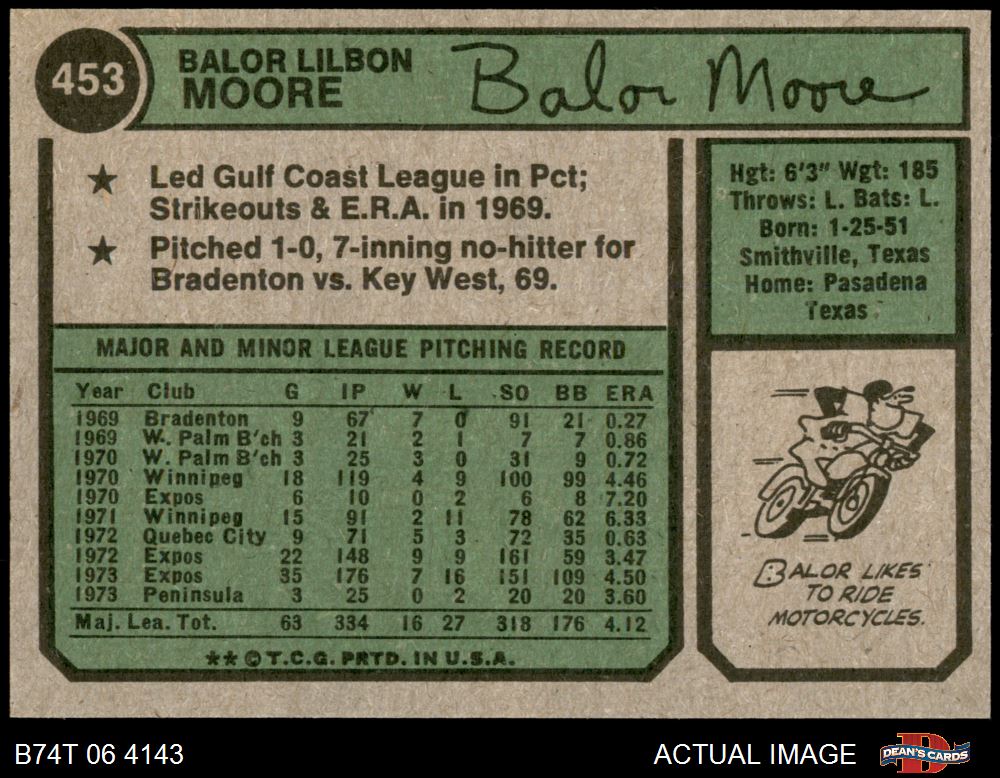 453
BALOR LILBON
MOORE
Balor Moore
★ Led Gulf Coast League in Pct;
Strikeouts & E.R.A. in 1969.
★ Pitched 1-0, 7-inning no-hitter for
Bradenton vs. Key West, 69.
Hgt: 6'3" Wgt: 185
Throws: L. Bats: L.
Born: 1-25-51
Smithville, Texas
Home: Pasadena
Texas
MAJOR AND MINOR LEAGUE PITCHING RECORD
Year Club G IP W L SO BB ERA
1969 Bradenton 9 67 7 0 91 21 0.27
1969 W. Palm B'ch 3 21 2 1 7 7 0.86
1970 W. Palm B'ch 3 25 3 0 31 9 0.72
1970 Winnipeg 18 119 4 9 100 99 4.46
1970 Expos 6 10 0 2 6 8 7.20
1971 Winnipeg 15 91 2 11 78 62 6.33
1972 Quebec City 9 71 5 3 72 35 0.63
1972 Expos 22 148 9 9 161 59 3.47
1973 Expos 35 176 7 16 151 109 4.50
1973 Peninsula 3 25 0 2 20 20 3.60
Maj. Lea. Tot. 63 334 16 27 318 176 4.12
** © T.C.G. PRTD. IN U.S.A.
BALOR LIKES
TO RIDE
MOTORCYCLES.
B74T 06 4143
ACTUAL IMAGE
DEAN'S CARDS